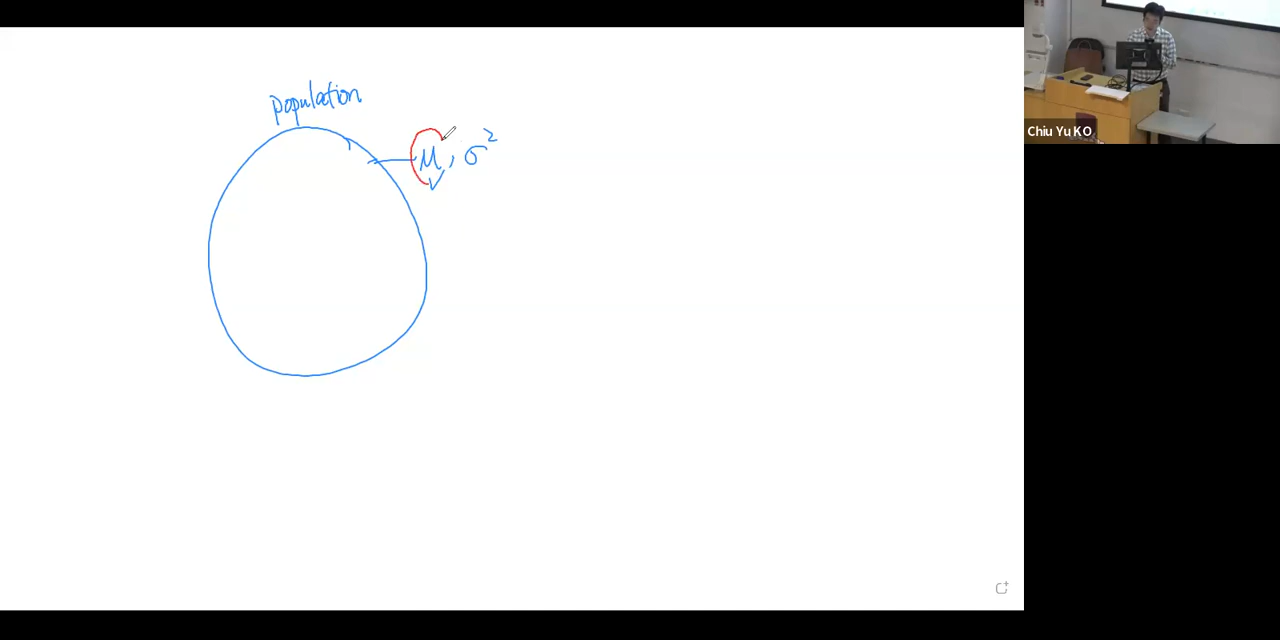 population
μ, σ²
Chiu Yu KO